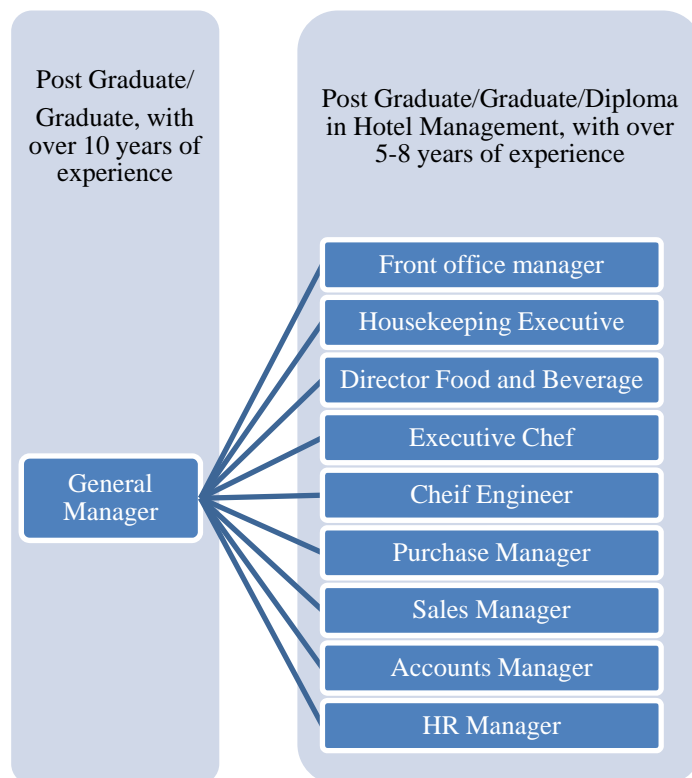 Post Graduate/
Graduate, with
over 10 years of
experience
Post Graduate/Graduate/Diploma
in Hotel Management, with over
5-8 years of experience
General
Manager
Front office manager
Housekeeping Executive
Director Food and Beverage
Executive Chef
Cheif Engineer
Purchase Manager
Sales Manager
Accounts Manager
HR Manager